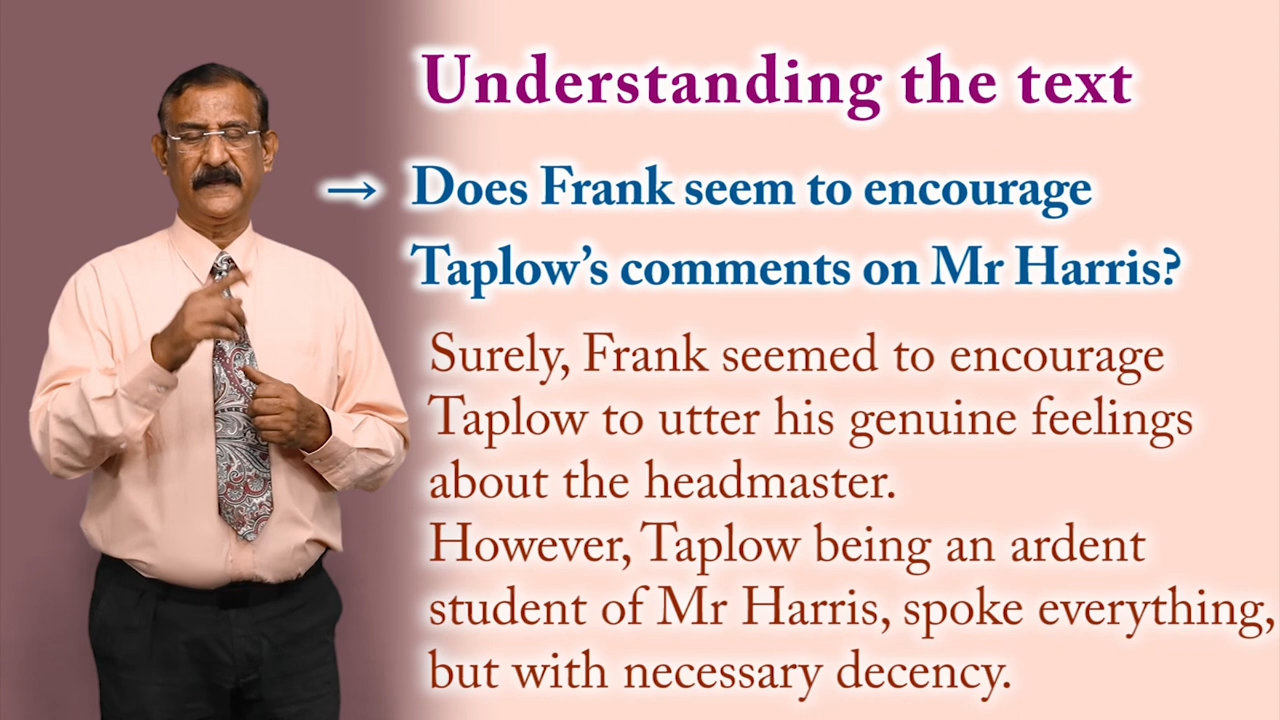 Understanding the text
→ Does Frank seem to encourage
Taplow’s comments on Mr Harris?
Surely, Frank seemed to encourage
Taplow to utter his genuine feelings
about the headmaster.
However, Taplow being an ardent
student of Mr Harris, spoke everything,
but with necessary decency.